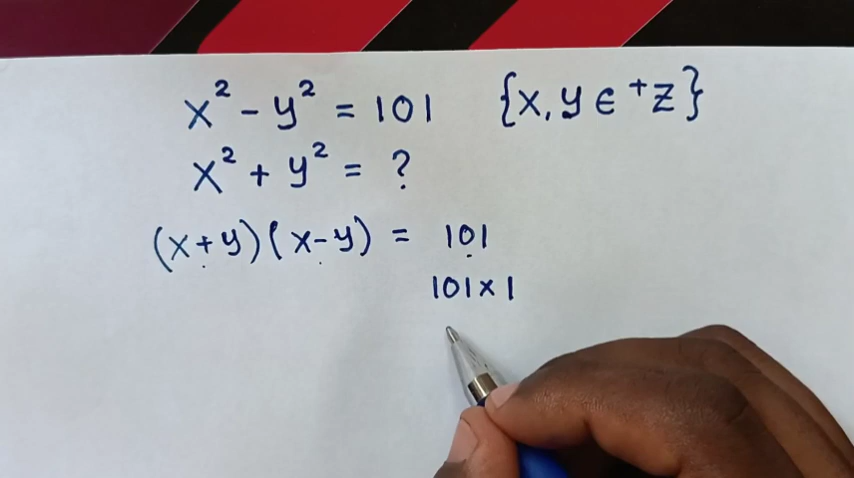 x² - y² = 101 {x, y ∈ ⁺Z}
x² + y² = ?
(x+y)(x-y) = 101
101 x 1